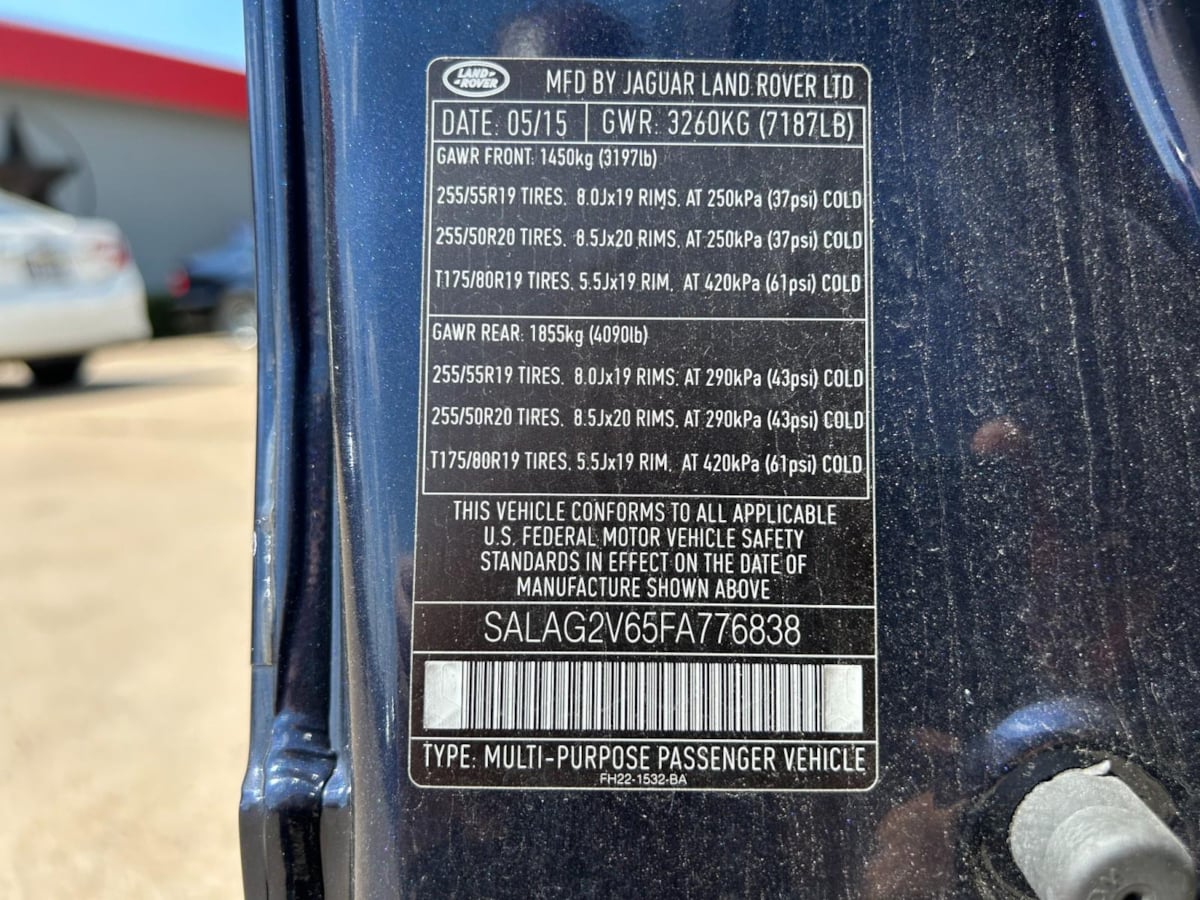 LAND ROVER MFD BY JAGUAR LAND ROVER LTD
DATE: 05/15 GWR: 3260KG (7187LB)
GAWR FRONT: 1450kg (3197lb)
255/55R19 TIRES. 8.0Jx19 RIMS. AT 250kPa (37psi) COLD
255/50R20 TIRES. 8.5Jx20 RIMS. AT 250kPa (37psi) COLD
T175/80R19 TIRES. 5.5Jx19 RIM. AT 420kPa (61psi) COLD
GAWR REAR: 1855kg (4090lb)
255/55R19 TIRES. 8.0Jx19 RIMS. AT 290kPa (43psi) COLD
255/50R20 TIRES. 8.5Jx20 RIMS. AT 290kPa (43psi) COLD
T175/80R19 TIRES. 5.5Jx19 RIM. AT 420kPa (61psi) COLD
THIS VEHICLE CONFORMS TO ALL APPLICABLE
U.S. FEDERAL MOTOR VEHICLE SAFETY
STANDARDS IN EFFECT ON THE DATE OF
MANUFACTURE SHOWN ABOVE
SALAG2V65FA776838
TYPE: MULTI-PURPOSE PASSENGER VEHICLE
FH22-1532-BA